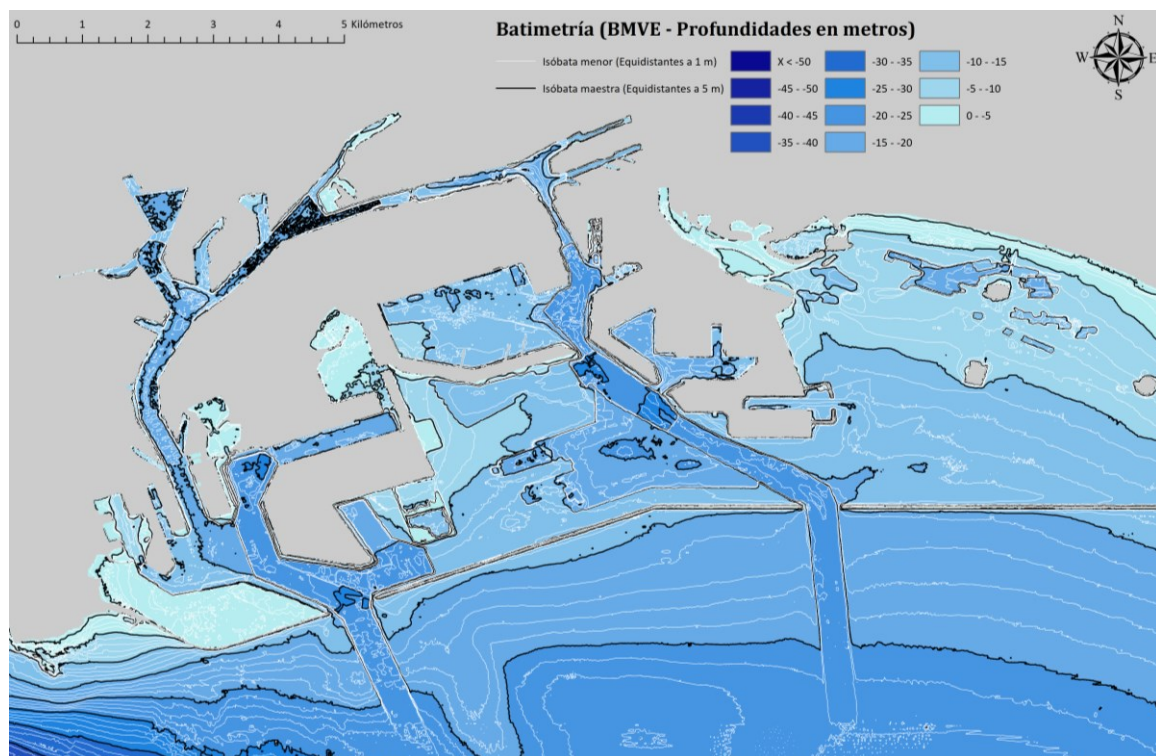 0 1 2 3 4 5 Kilómetros
Batimetría (BMVE - Profundidades en metros)
Isóbata menor (Equidistantes a 1 m)
Isóbata maestra (Equidistantes a 5 m)
X < -50
-45 - -50
-40 - -45
-35 - -40
-30 - -35
-25 - -30
-20 - -25
-15 - -20
-10 - -15
-5 - -10
0 - -5
N
W E
S